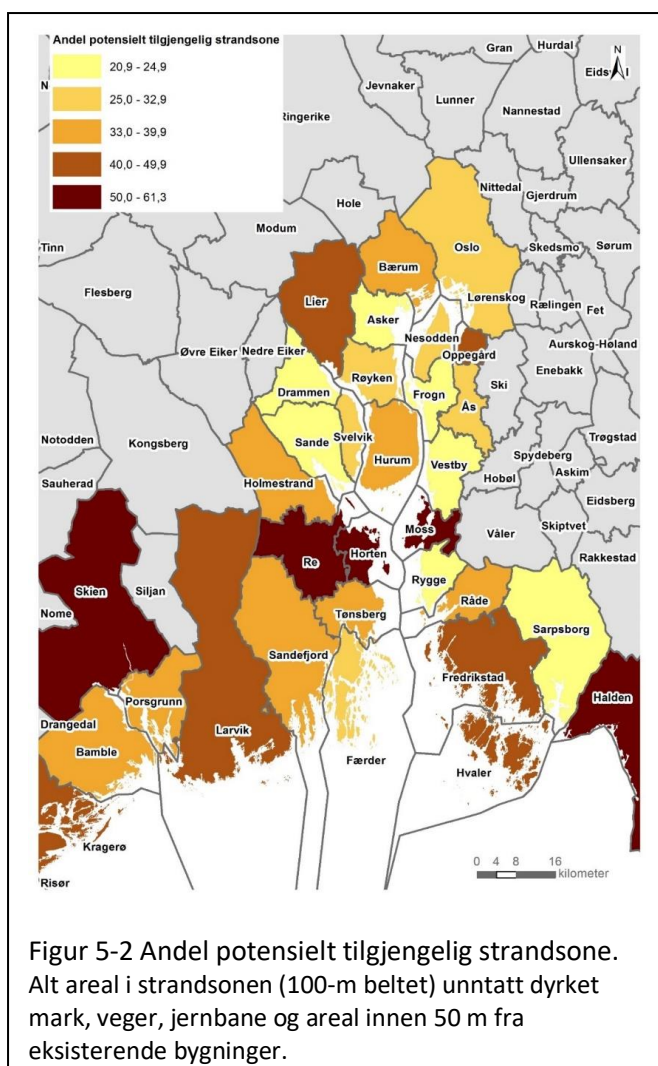 Andel potensielt tilgjengelig strandsone
20,9 - 24,9
25,0 - 32,9
33,0 - 39,9
40,0 - 49,9
50,0 - 61,3
N
Gran
Hurdal
Jevnaker
Lunner
Nannestad
Ringerike
Ullensaker
Nittedal
Gjerdrum
Hole
Modum
Tinn
Oslo
Skedsmo
Sørum
Bærum
Flesberg
Lier
Lørenskog
Rælingen
Fet
Asker
Nesodden
Aurskog-Høland
Øvre Eiker
Nedre Eiker
Oppegård
Enebakk
Røyken
Ski
Drammen
Frogn
Ås
Notodden
Kongsberg
Sande
Svelvik
Hurum
Vestby
Trøgstad
Spydeberg
Askim
Sauherad
Holmestrand
Hobøl
Eidsberg
Moss
Skiptvet
Våler
Rakkestad
Re
Horten
Skien
Siljan
Rygge
Råde
Nome
Tønsberg
Sarpsborg
Sandefjord
Fredrikstad
Halden
Porsgrunn
Drangedal
Larvik
Bamble
Færder
Hvaler
Kragerø
Risør
0 4 8 16
kilometer
Figur 5-2 Andel potensielt tilgjengelig strandsone.
Alt areal i strandsonen (100-m beltet) unntatt dyrket
mark, veger, jernbane og areal innen 50 m fra
eksisterende bygninger.